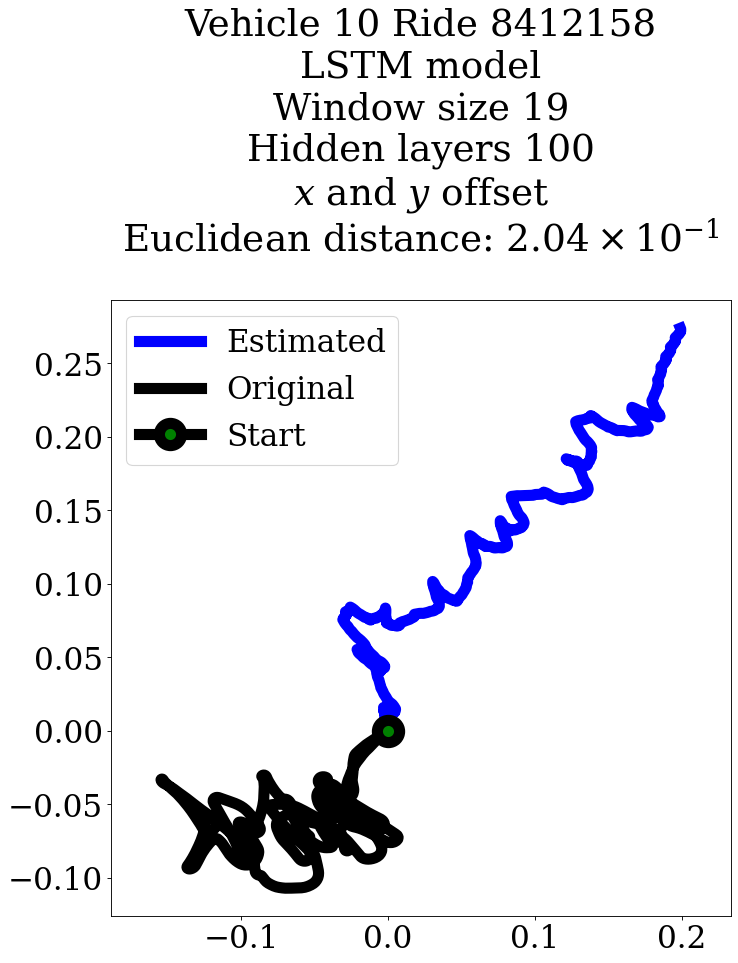 Vehicle 10 Ride 8412158
LSTM model
Window size 19
Hidden layers 100
x and y offset
Euclidean distance: 2.04 × 10⁻¹
Estimated
Original
Start
0.25
0.20
0.15
0.10
0.05
0.00
−0.05
−0.10
−0.1 0.0 0.1 0.2